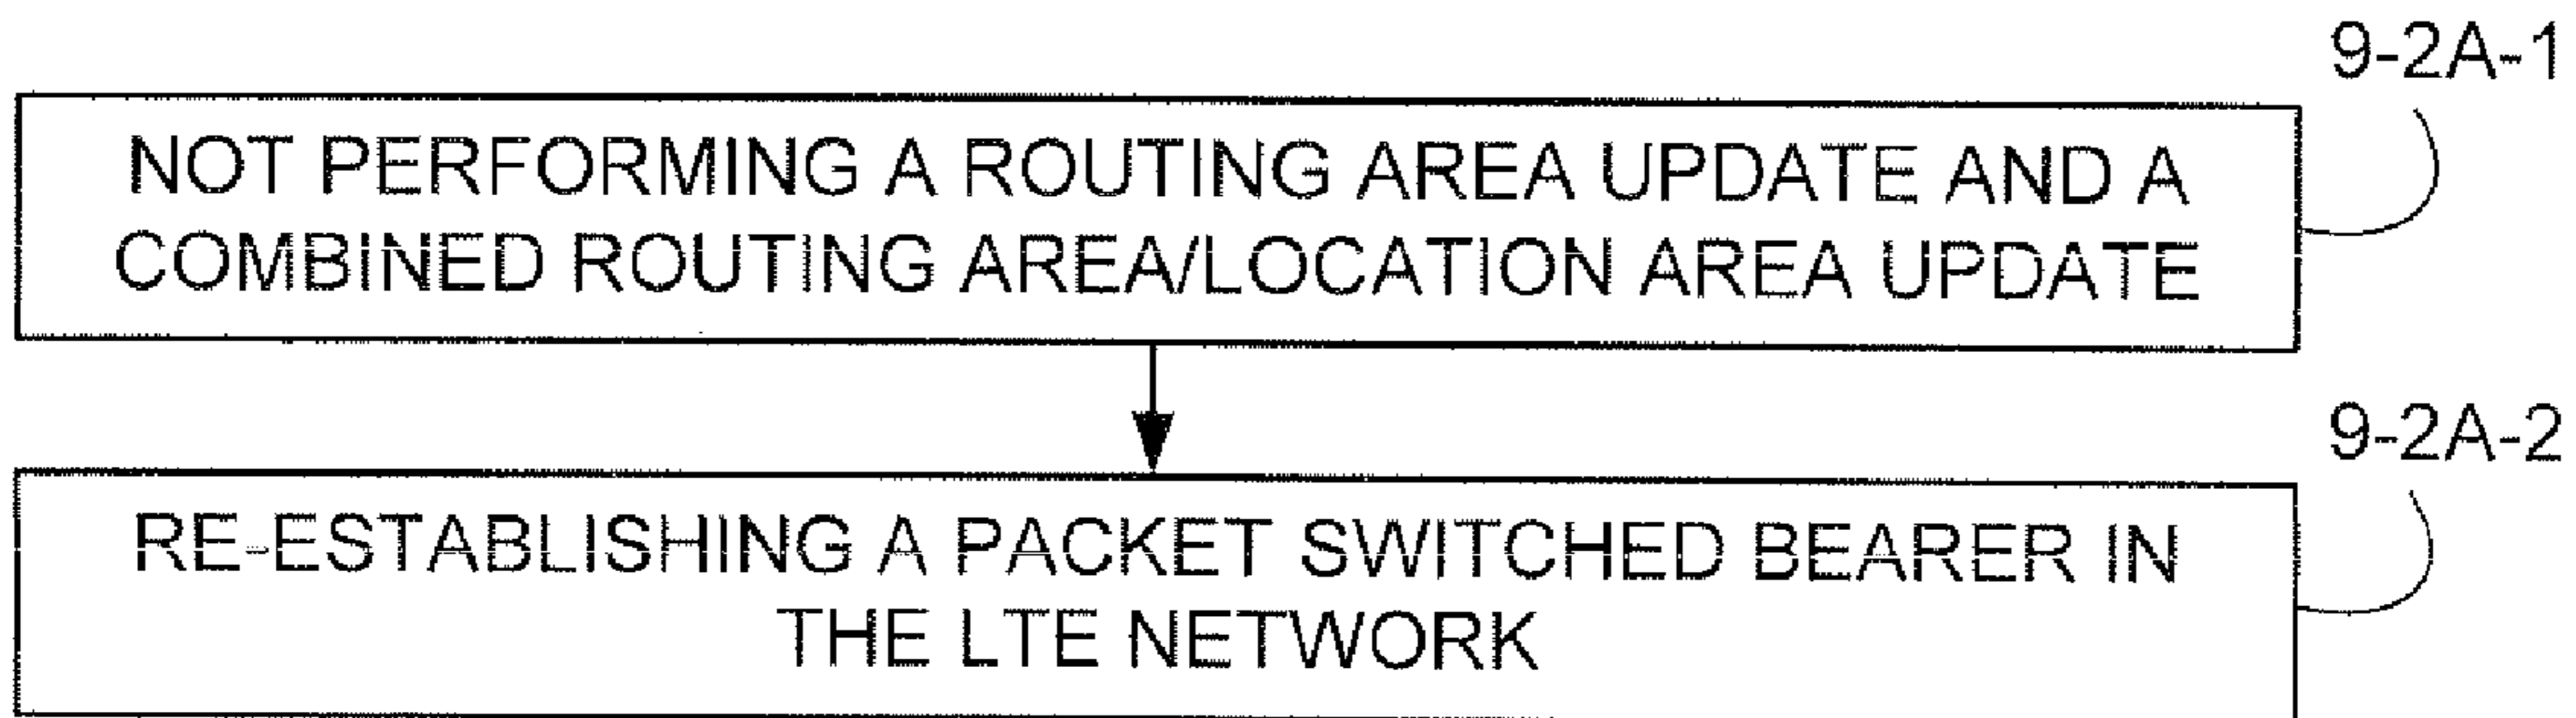 9-2A-1
NOT PERFORMING A ROUTING AREA UPDATE AND A
COMBINED ROUTING AREA/LOCATION AREA UPDATE
9-2A-2
RE-ESTABLISHING A PACKET SWITCHED BEARER IN
THE LTE NETWORK